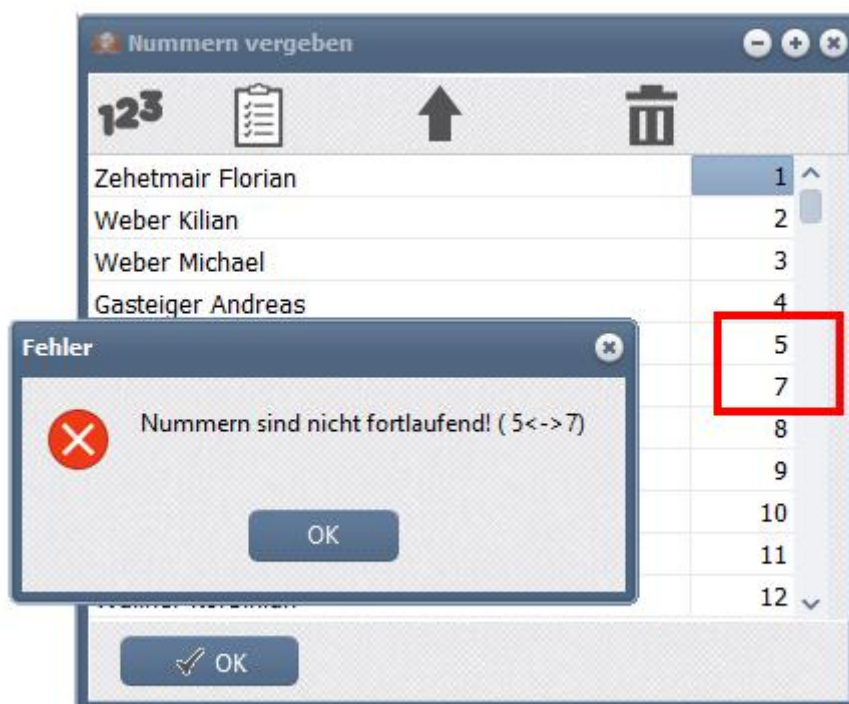 Nummern vergeben
123
Zehetmair Florian 1
Weber Kilian 2
Weber Michael 3
Gasteiger Andreas 4
5
7
8
9
10
11
12
Fehler
Nummern sind nicht fortlaufend! ( 5<->7)
OK
OK